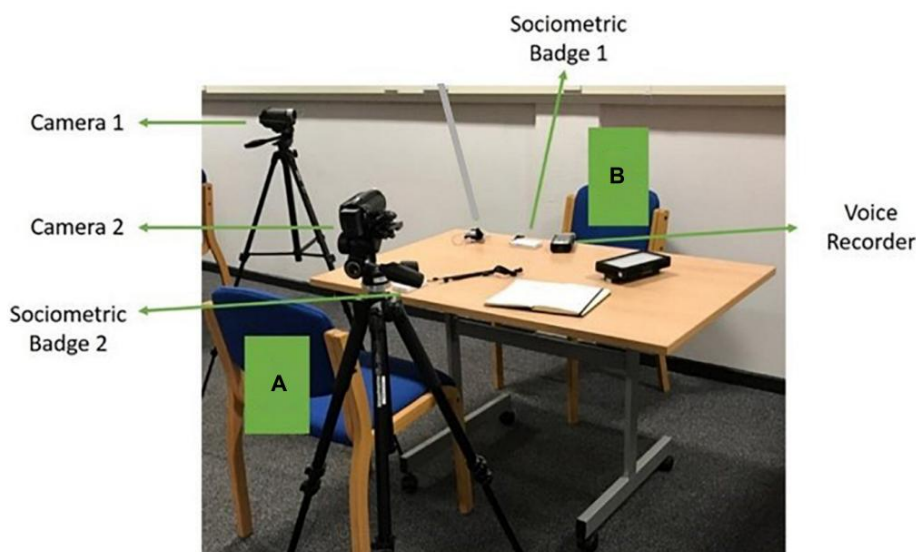 Sociometric
Badge 1
Camera 1
B
Camera 2
Voice
Recorder
Sociometric
Badge 2
A